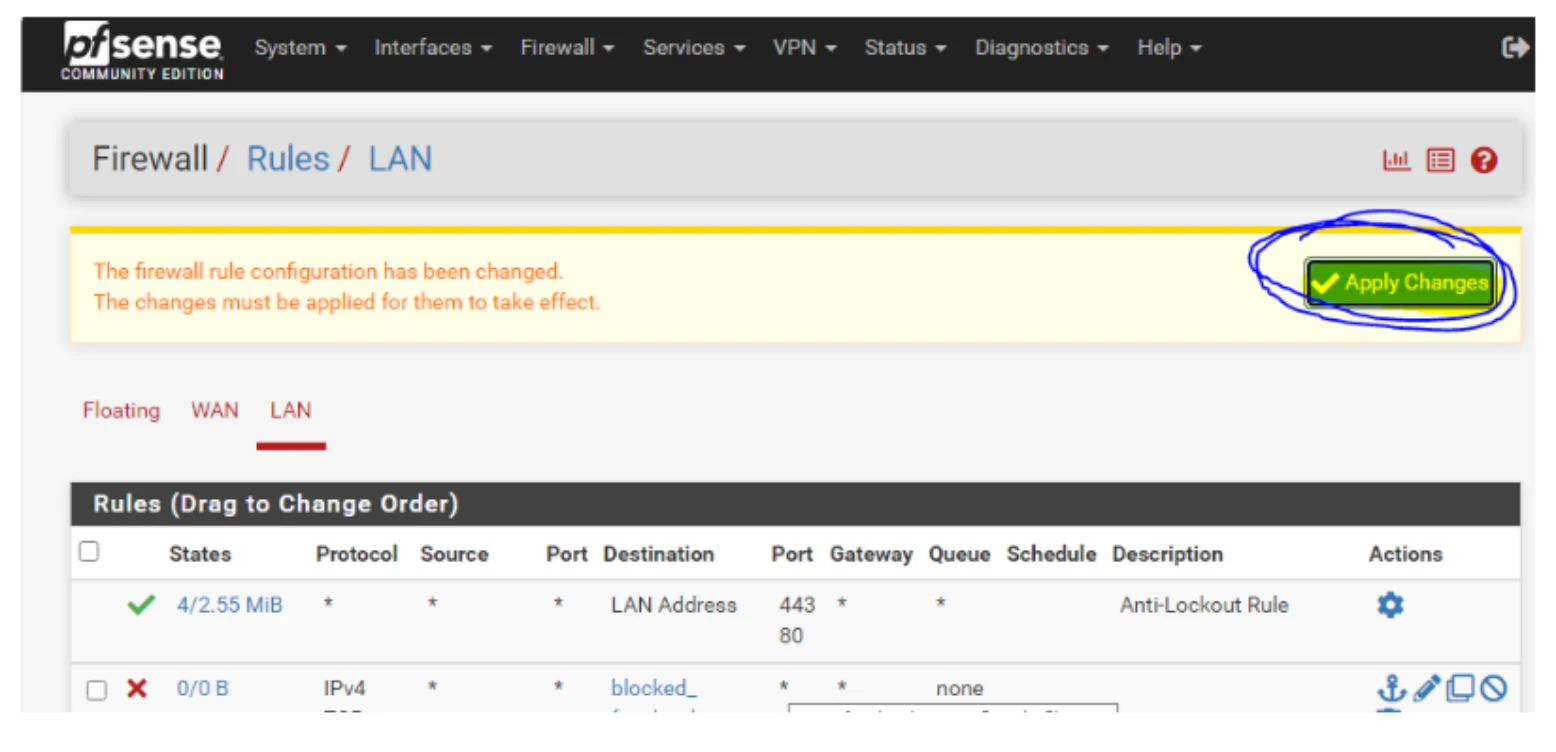 pfsense System Interfaces Firewall Services VPN Status Diagnostics Help
COMMUNITY EDITION
Firewall / Rules / LAN
The firewall rule configuration has been changed.
The changes must be applied for them to take effect.
Apply Changes
Floating WAN LAN
Rules (Drag to Change Order)
States Protocol Source Port Destination Port Gateway Queue Schedule Description Actions
4/2.55 MiB * * * LAN Address 443 * * Anti-Lockout Rule
80
0/0 B IPv4 * * blocked_ * * none